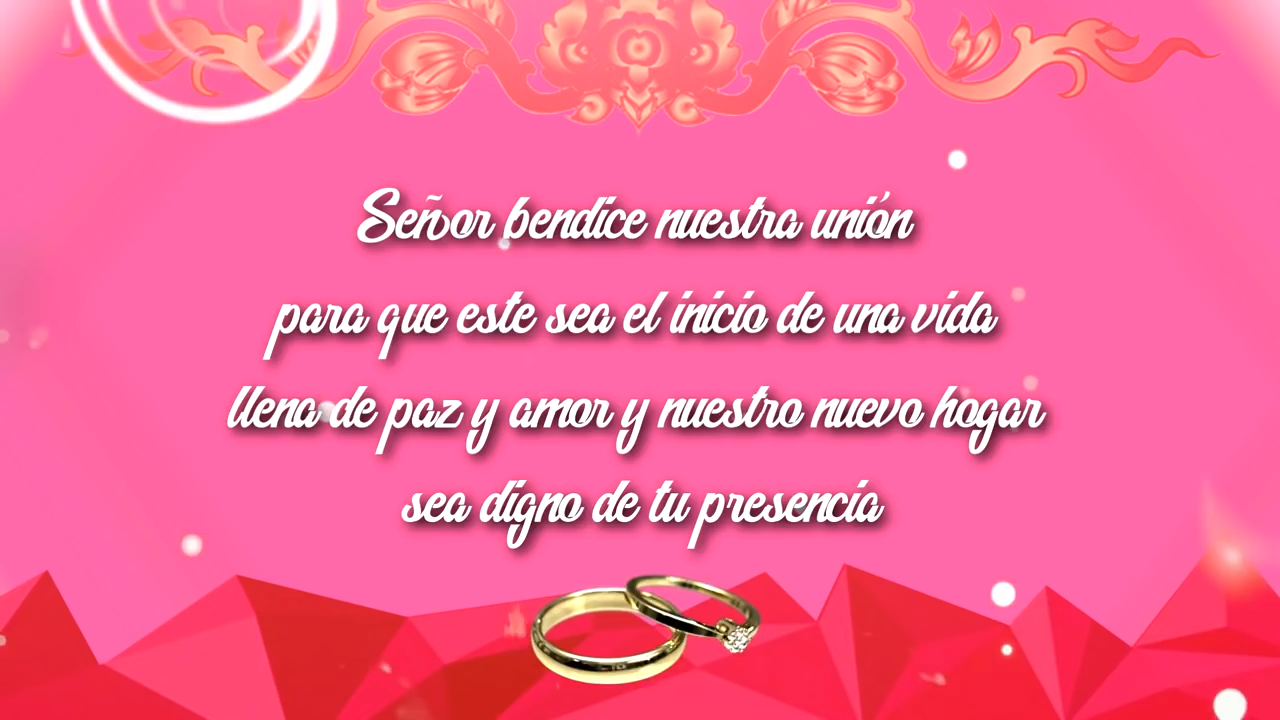 Señor bendice nuestra unión
para que este sea el inicio de una vida
llena de paz y amor y nuestro nuevo hogar
sea digno de tu presencia